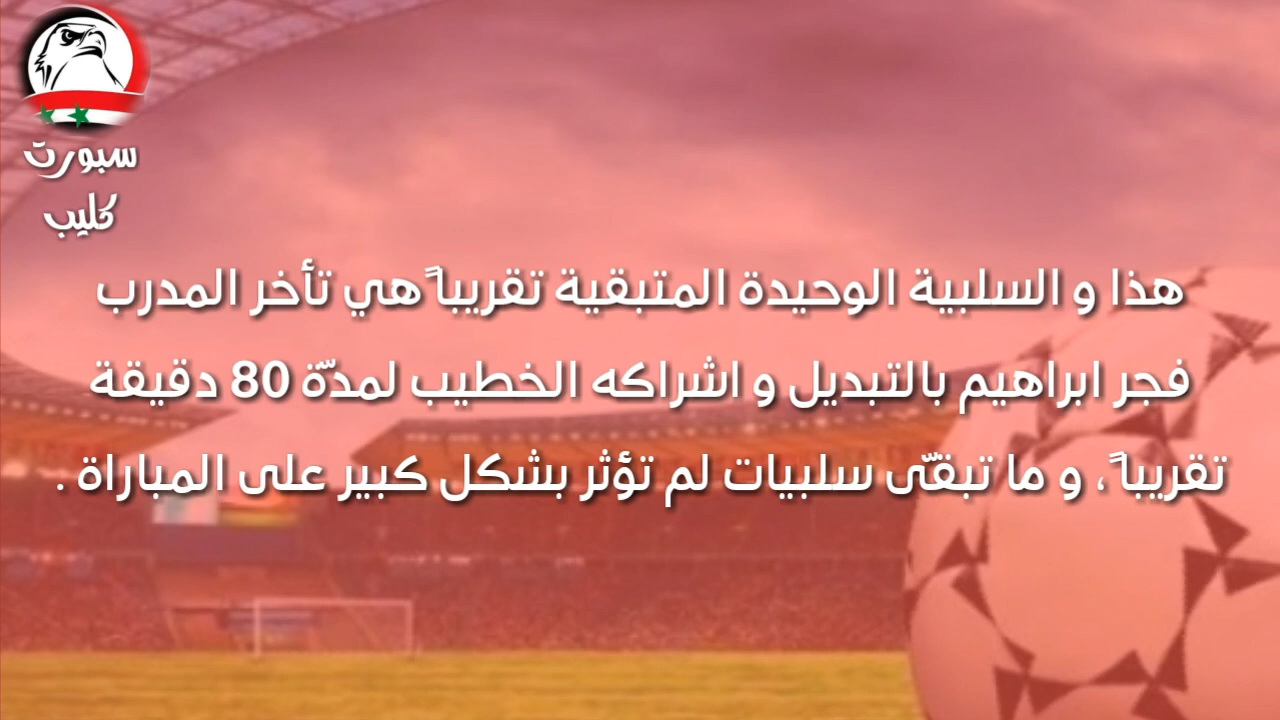 سبورت
كليب
هذا و السلبية الوحيدة المتبقية تقريباً هي تأخر المدرب
فجر ابراهيم بالتبديل و اشراكه الخطيب لمدّة 80 دقيقة
تقريباً ، و ما تبقّى سلبيات لم تؤثر بشكل كبير على المباراة .